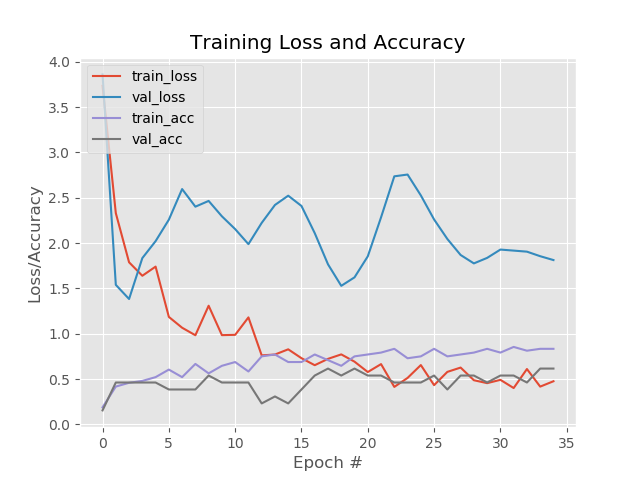 Training Loss and Accuracy
train_loss
val_loss
train_acc
val_acc
Loss/Accuracy
4.0
3.5
3.0
2.5
2.0
1.5
1.0
0.5
0.0
0 5 10 15 20 25 30 35
Epoch #